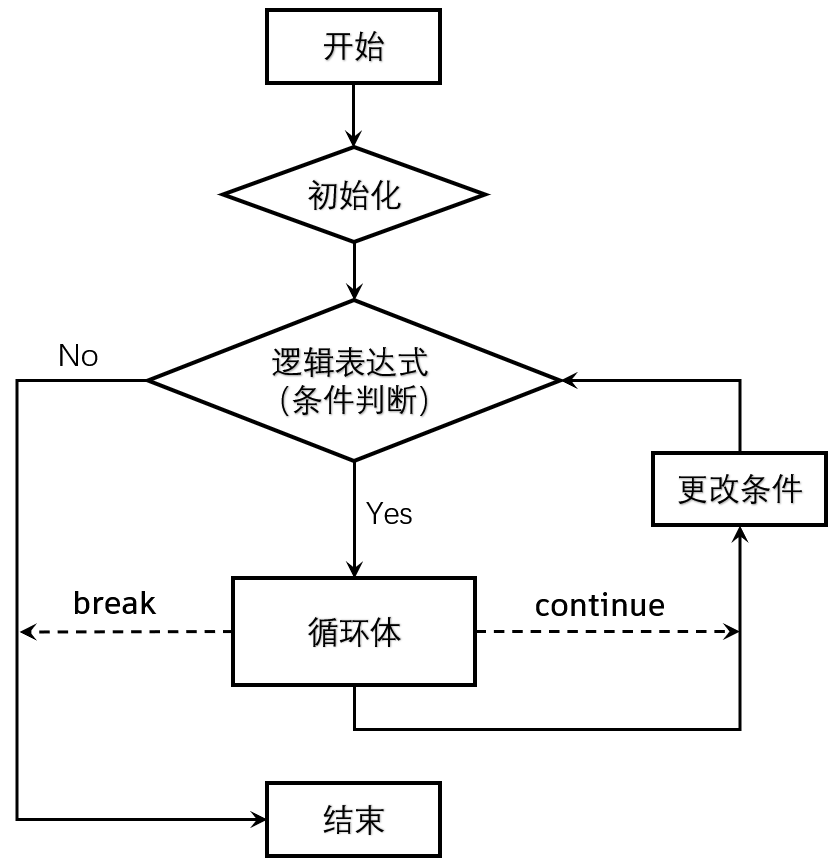 开始
初始化
No
逻辑表达式
（条件判断）
更改条件
Yes
break
循环体
continue
结束